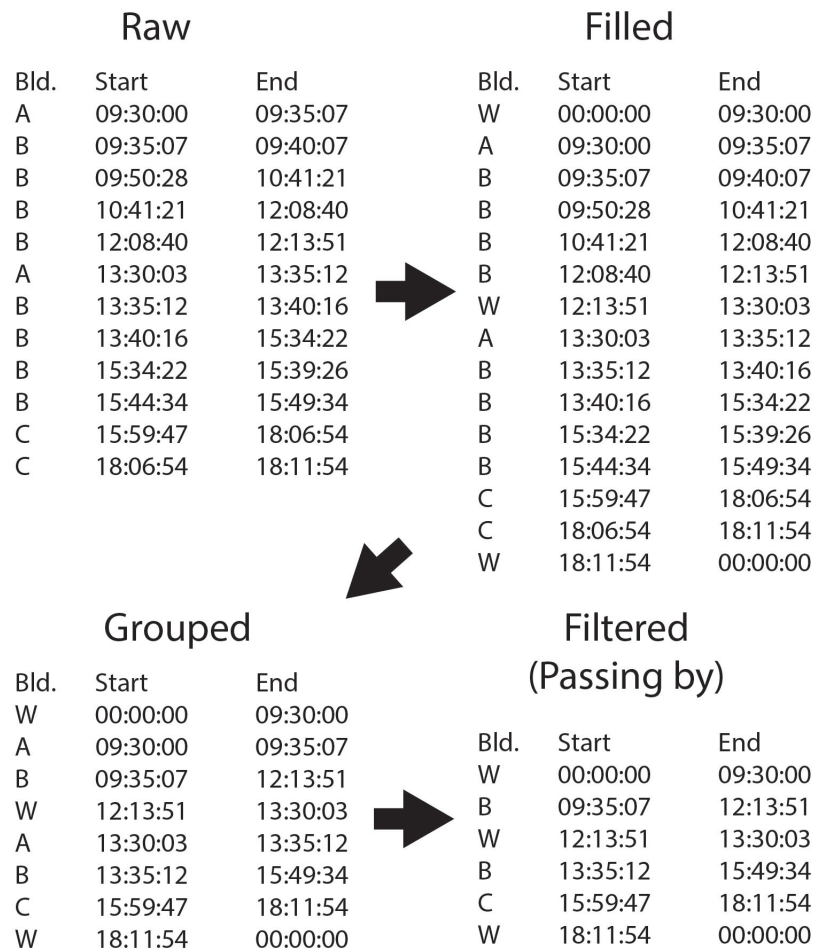 Raw
Bld. Start End
A 09:30:00 09:35:07
B 09:35:07 09:40:07
B 09:50:28 10:41:21
B 10:41:21 12:08:40
B 12:08:40 12:13:51
A 13:30:03 13:35:12
B 13:35:12 13:40:16
B 13:40:16 15:34:22
B 15:34:22 15:39:26
B 15:44:34 15:49:34
C 15:59:47 18:06:54
C 18:06:54 18:11:54
Filled
Bld. Start End
W 00:00:00 09:30:00
A 09:30:00 09:35:07
B 09:35:07 09:40:07
B 09:50:28 10:41:21
B 10:41:21 12:08:40
B 12:08:40 12:13:51
W 12:13:51 13:30:03
A 13:30:03 13:35:12
B 13:35:12 13:40:16
B 13:40:16 15:34:22
B 15:34:22 15:39:26
B 15:44:34 15:49:34
C 15:59:47 18:06:54
C 18:06:54 18:11:54
W 18:11:54 00:00:00
Grouped
Bld. Start End
W 00:00:00 09:30:00
A 09:30:00 09:35:07
B 09:35:07 12:13:51
W 12:13:51 13:30:03
A 13:30:03 13:35:12
B 13:35:12 15:49:34
C 15:59:47 18:11:54
W 18:11:54 00:00:00
Filtered
(Passing by)
Bld. Start End
W 00:00:00 09:30:00
B 09:35:07 12:13:51
W 12:13:51 13:30:03
B 13:35:12 15:49:34
C 15:59:47 18:11:54
W 18:11:54 00:00:00